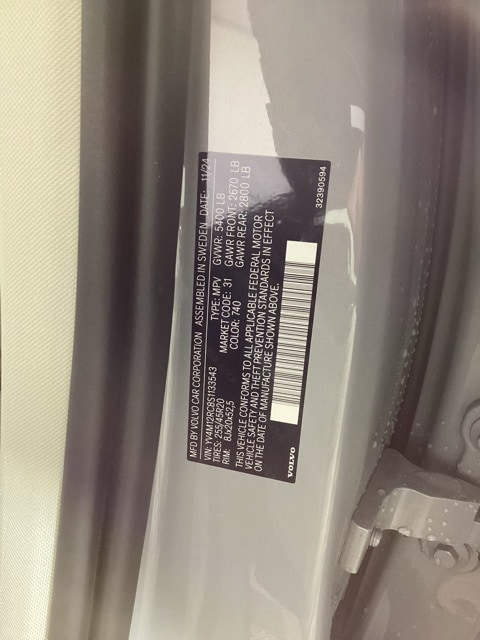 MFD BY VOLVO CAR CORPORATION ASSEMBLED IN SWEDEN DATE: 11/24
VIN: YV4M12RC8S1133543 TYPE: MPV GVWR: 5400 LB
TIRES: 255/45R20 MARKET CODE: 31 GAWR FRONT: 2670 LB
RIM: 8Jx20x52,5 COLOR: 740 GAWR REAR: 2800 LB
THIS VEHICLE CONFORMS TO ALL APPLICABLE FEDERAL MOTOR
VEHICLE SAFETY AND THEFT PREVENTION STANDARDS IN EFFECT
ON THE DATE OF MANUFACTURE SHOWN ABOVE.
VOLVO 32390594